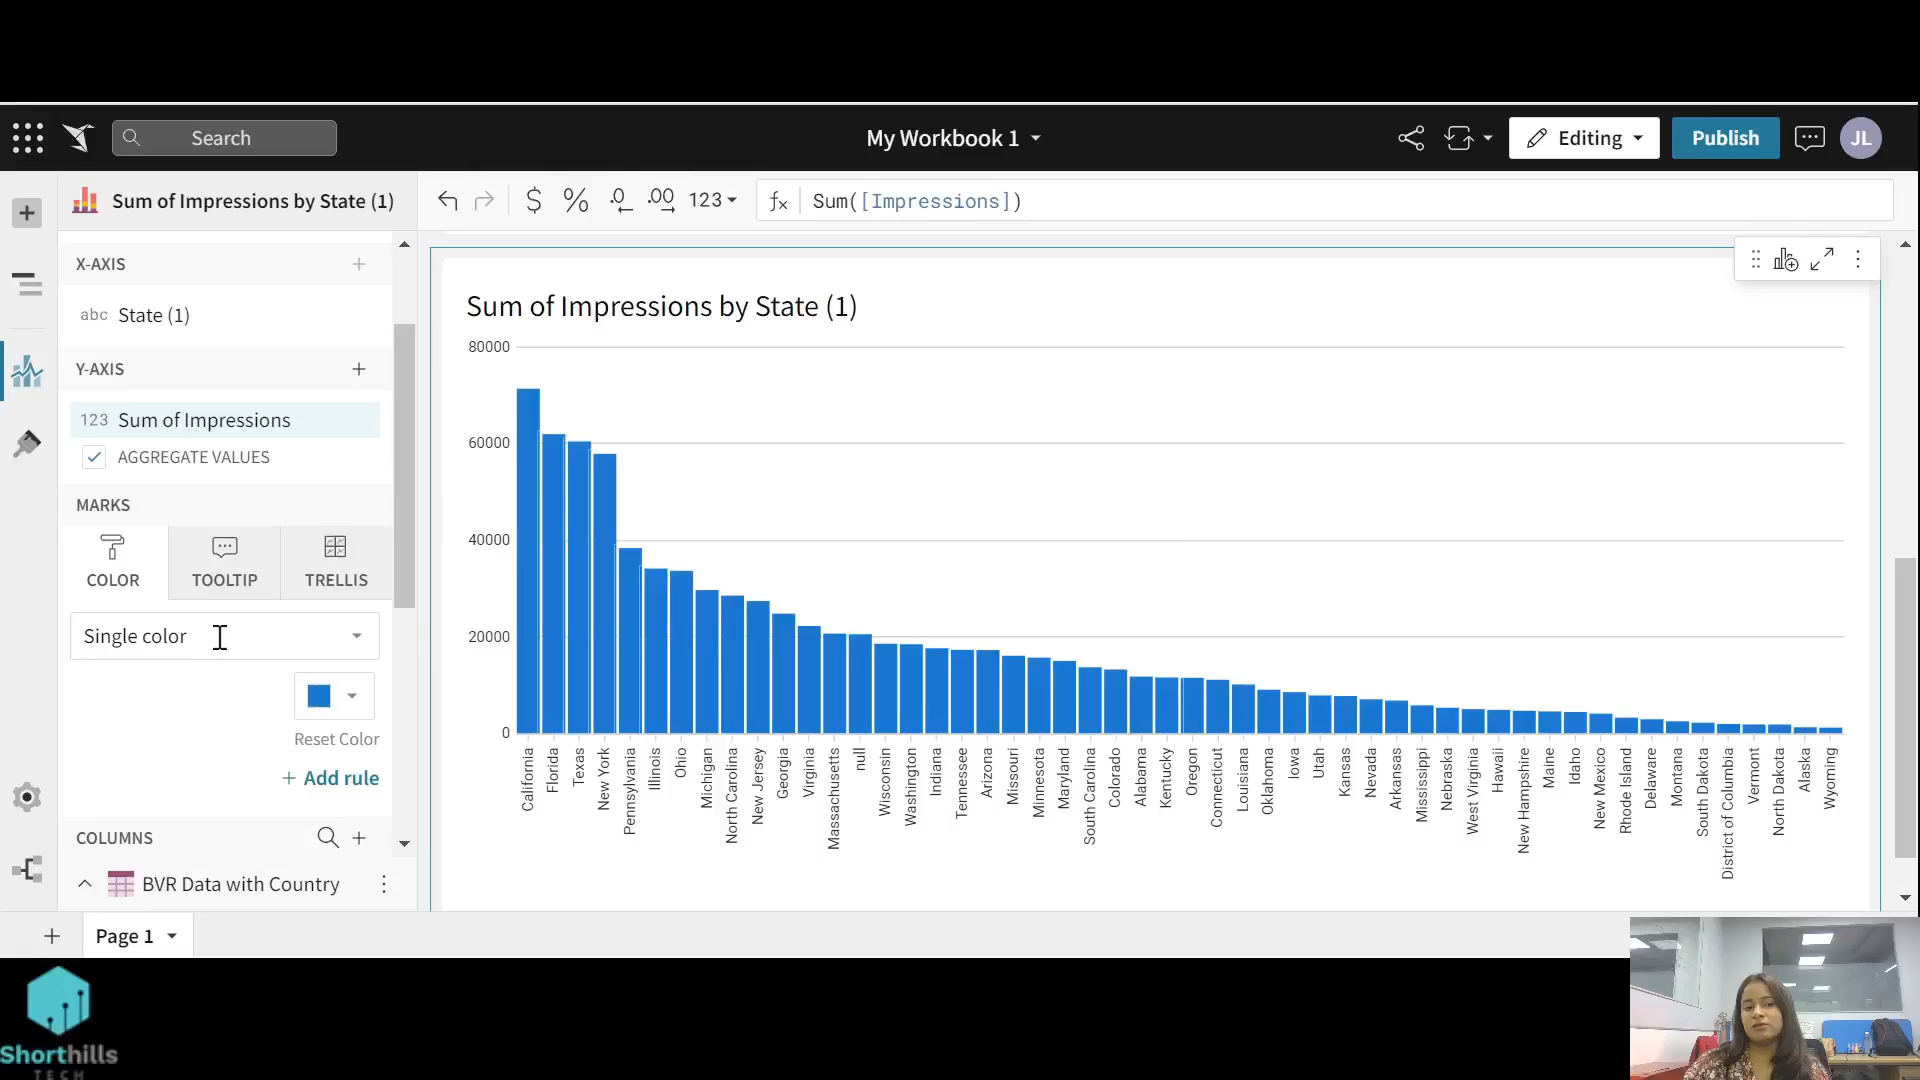 Search
My Workbook 1
Editing
Publish
JL
Sum of Impressions by State (1)
$ % .0 .00 123
fx Sum([Impressions])
X-AXIS
abc State (1)
Y-AXIS
123 Sum of Impressions
AGGREGATE VALUES
MARKS
COLOR
TOOLTIP
TRELLIS
Single color
Reset Color
+ Add rule
COLUMNS
BVR Data with Country
Sum of Impressions by State (1)
80000
60000
40000
20000
0
California
Florida
Texas
New York
Pennsylvania
Illinois
Ohio
Michigan
North Carolina
New Jersey
Georgia
Virginia
Massachusetts
null
Wisconsin
Washington
Indiana
Tennessee
Arizona
Missouri
Minnesota
Maryland
South Carolina
Colorado
Alabama
Kentucky
Oregon
Connecticut
Louisiana
Oklahoma
Iowa
Utah
Kansas
Nevada
Arkansas
Mississippi
Nebraska
West Virginia
Hawaii
New Hampshire
Maine
Idaho
New Mexico
Rhode Island
Delaware
Montana
South Dakota
District of Columbia
Vermont
North Dakota
Alaska
Wyoming
Page 1
Shorthills
TECH